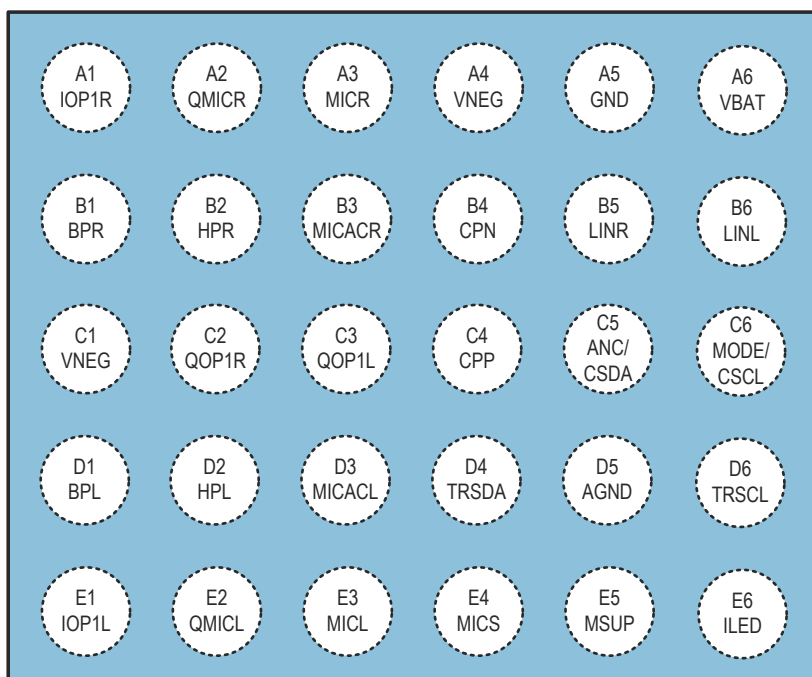 A1
IOP1R
A2
QMICR
A3
MICR
A4
VNEG
A5
GND
A6
VBAT
B1
BPR
B2
HPR
B3
MICACR
B4
CPN
B5
LINR
B6
LINL
C1
VNEG
C2
QOP1R
C3
QOP1L
C4
CPP
C5
ANC/
CSDA
C6
MODE/
CSCL
D1
BPL
D2
HPL
D3
MICACL
D4
TRSDA
D5
AGND
D6
TRSCL
E1
IOP1L
E2
QMICL
E3
MICL
E4
MICS
E5
MSUP
E6
ILED